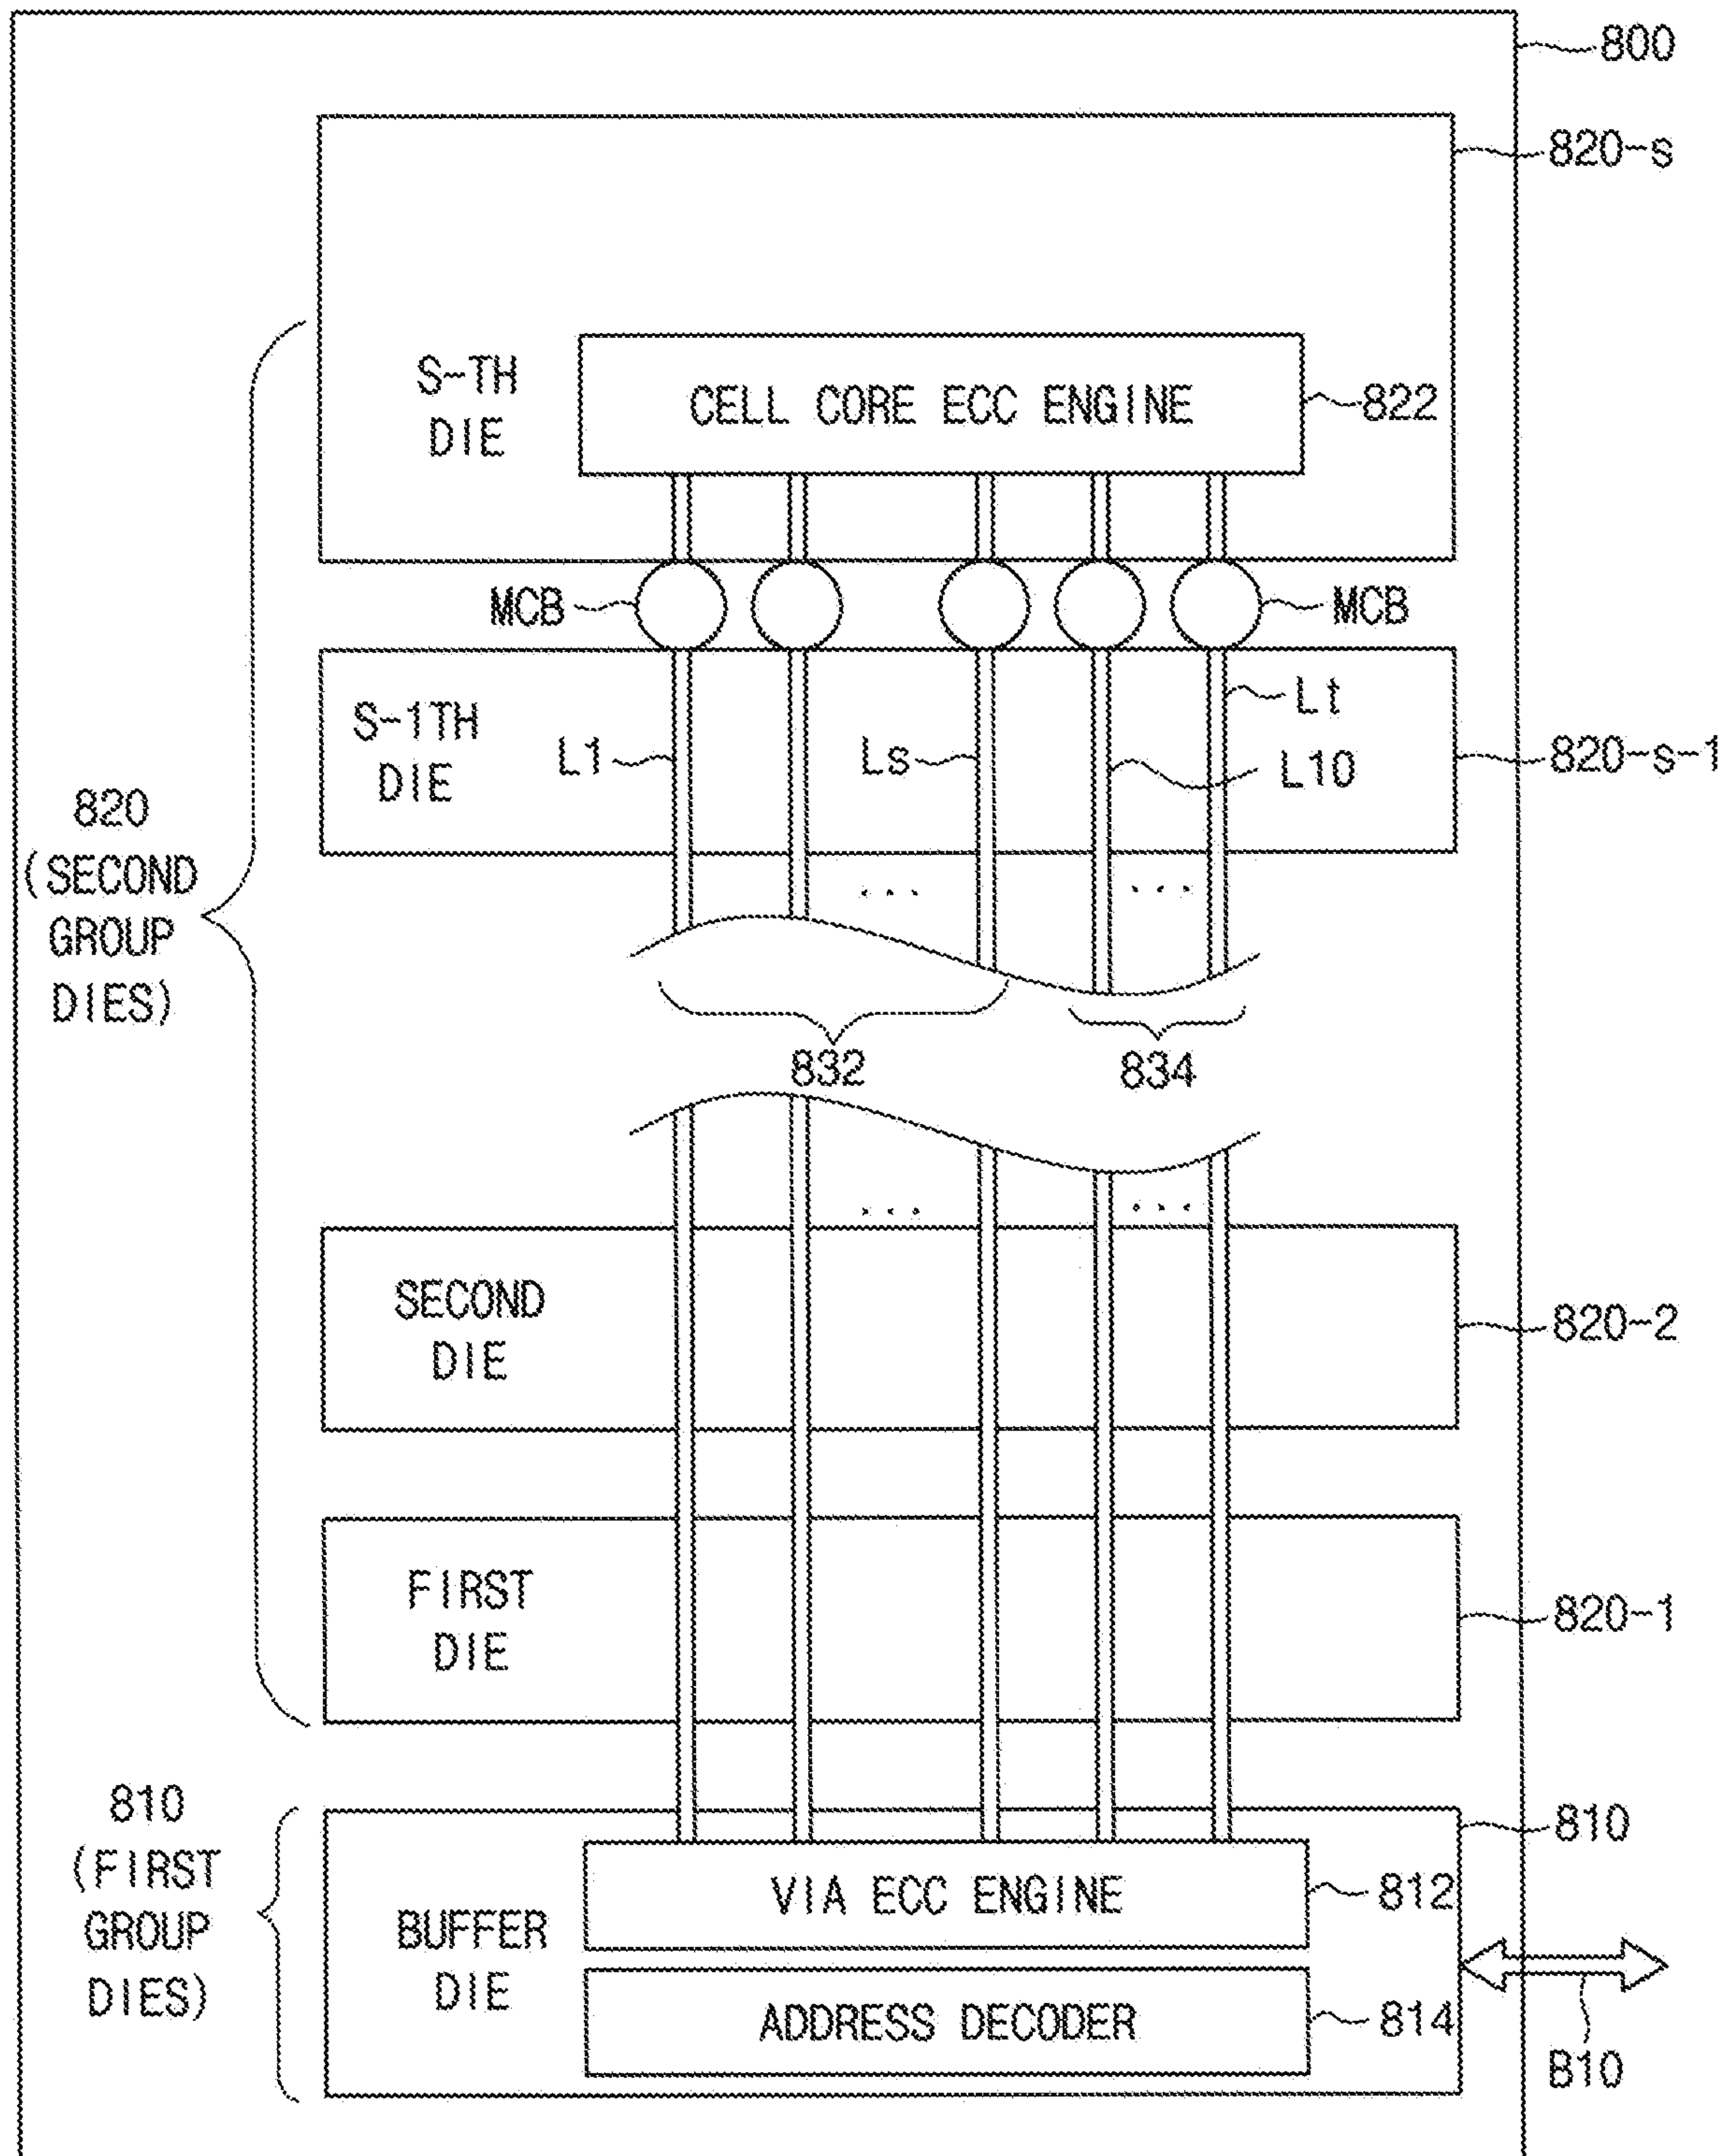 800
820-s
S-TH
DIE
CELL CORE ECC ENGINE
822
MCB
MCB
S-1TH
DIE
L1
Ls
Lt
L10
820-s-1
820
(SECOND
GROUP
DIES)
. . .
. . .
832
834
. . .
. . .
SECOND
DIE
820-2
FIRST
DIE
820-1
810
(FIRST
GROUP
DIES)
810
BUFFER
DIE
VIA ECC ENGINE
812
ADDRESS DECODER
814
B10